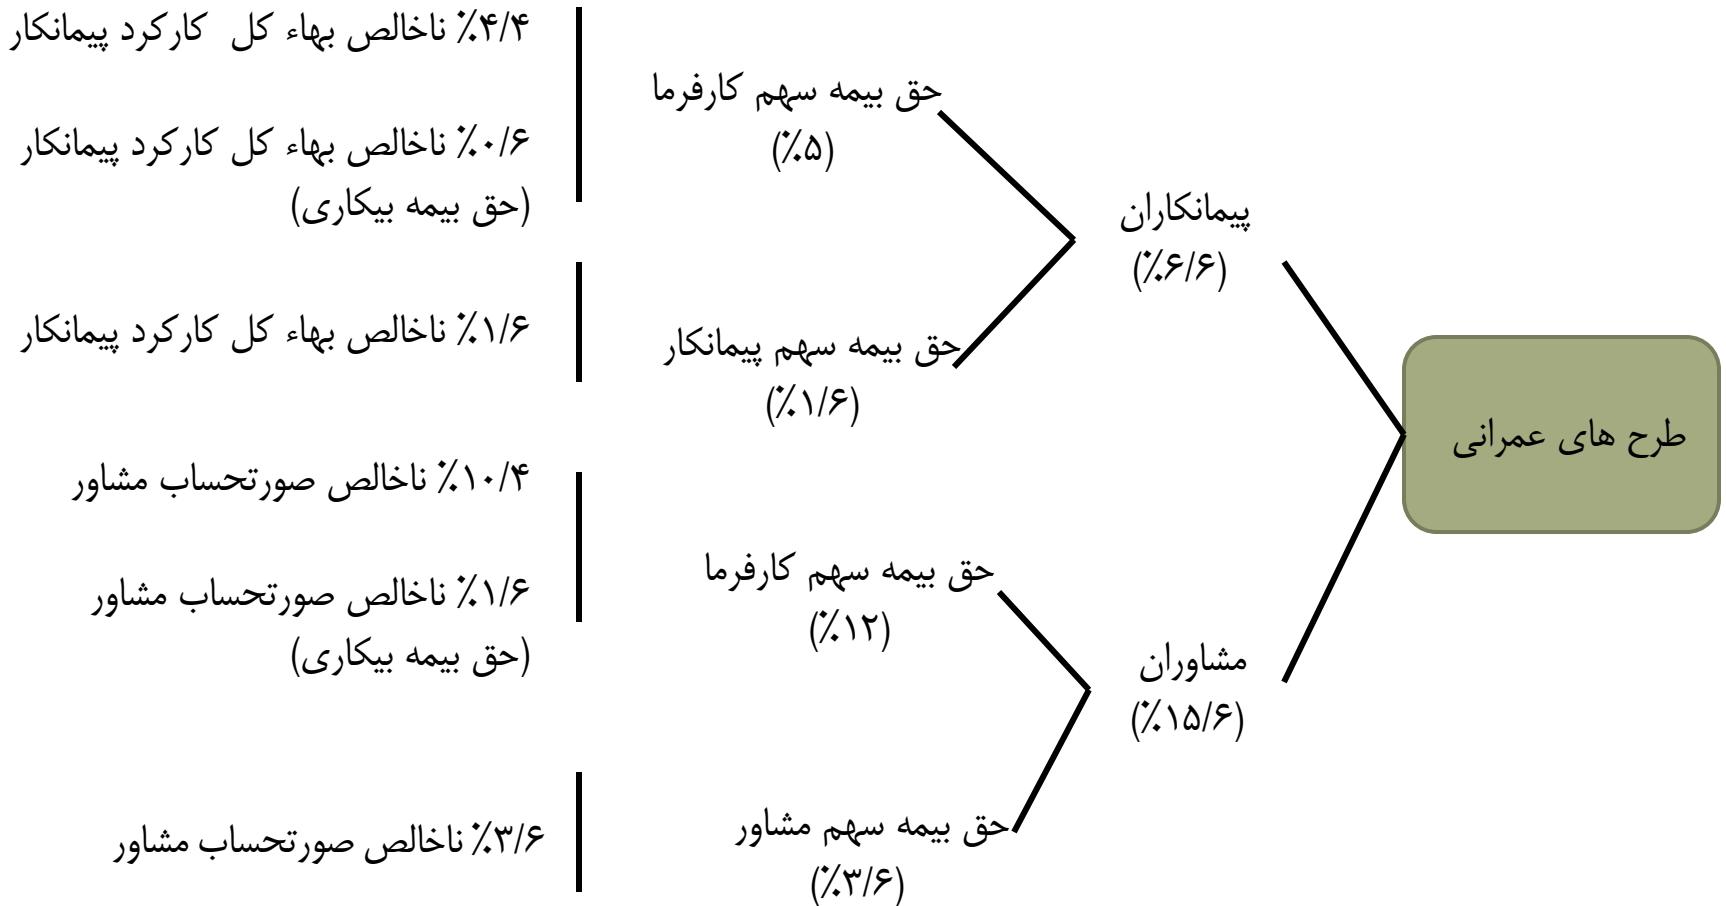 طرح های عمرانی
پیمانکاران
(٪۶/۶)
حق بیمه سهم کارفرما
(٪۵)
٪۴/۴ ناخالص بهاء کل کارکرد پیمانکار
٪۰/۶ ناخالص بهاء کل کارکرد پیمانکار
(حق بیمه بیکاری)
حق بیمه سهم پیمانکار
(٪۱/۶)
٪۱/۶ ناخالص بهاء کل کارکرد پیمانکار
مشاوران
(٪۱۵/۶)
حق بیمه سهم کارفرما
(٪۱۲)
٪۱۰/۴ ناخالص صورتحساب مشاور
٪۱/۶ ناخالص صورتحساب مشاور
(حق بیمه بیکاری)
حق بیمه سهم مشاور
(٪۳/۶)
٪۳/۶ ناخالص صورتحساب مشاور